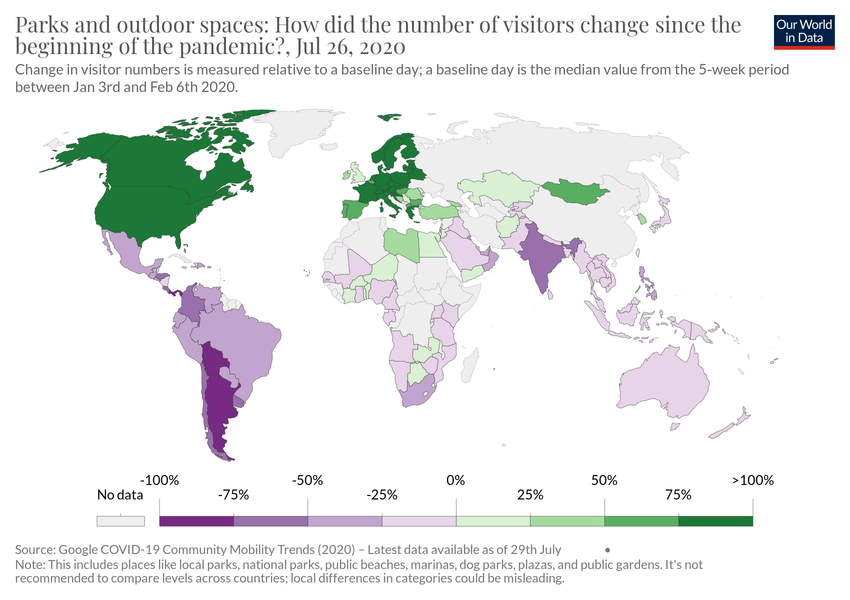 Parks and outdoor spaces: How did the number of visitors change since the
beginning of the pandemic?, Jul 26, 2020
Our World
in Data
Change in visitor numbers is measured relative to a baseline day; a baseline day is the median value from the 5-week period
between Jan 3rd and Feb 6th 2020.
-100% -50% 0% 50% >100%
No data -75% -25% 25% 75%
Source: Google COVID-19 Community Mobility Trends (2020) – Latest data available as of 29th July •
Note: This includes places like local parks, national parks, public beaches, marinas, dog parks, plazas, and public gardens. It's not
recommended to compare levels across countries; local differences in categories could be misleading.